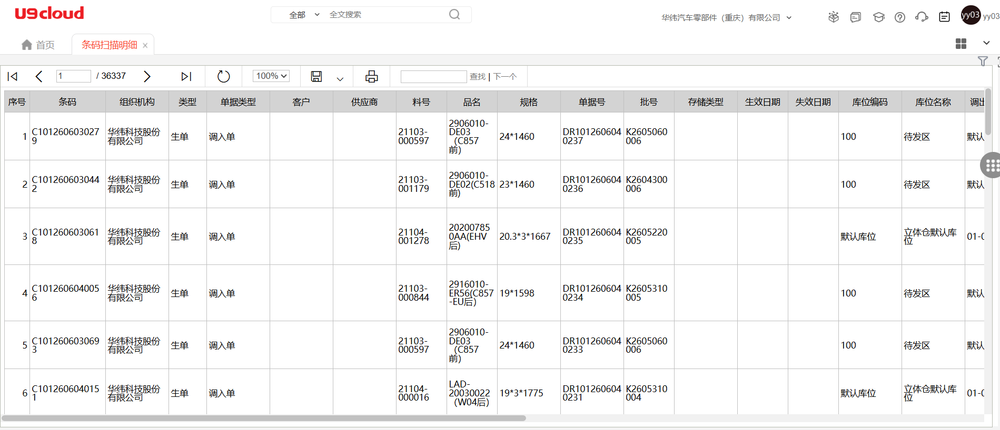 U9cloud
全部 全文搜索
华纬汽车零部件（重庆）有限公司
yy03 yy03
首页 条码扫描明细 ×
1 / 36337 100% 查找 | 下一个
序号 条码 组织机构 类型 单据类型 客户 供应商 料号 品名 规格 单据号 批号 存储类型 生效日期 失效日期 库位编码 库位名称 调出
1 C1012606030279 华纬科技股份有限公司 生单 调入单 21103-000597 2906010-DE03（C857前) 24*1460 DR1012606040237 K2605060006 100 待发区 默认
2 C1012606030442 华纬科技股份有限公司 生单 调入单 21103-001179 2906010-DE02(C518前) 23*1460 DR1012606040236 K2604300006 100 待发区 默认
3 C1012606030618 华纬科技股份有限公司 生单 调入单 21104-001278 202007850AA(EHV后) 20.3*3*1667 DR1012606040235 K2605220005 默认库位 立体仓默认库位 01-0
4 C1012606040056 华纬科技股份有限公司 生单 调入单 21103-000844 2916010-ER56(C857-EU后) 19*1598 DR1012606040234 K2605310005 100 待发区 默认
5 C1012606030693 华纬科技股份有限公司 生单 调入单 21103-000597 2906010-DE03（C857前) 24*1460 DR1012606040233 K2605060006 100 待发区 默认
6 C1012606040151 华纬科技股份有限公司 生单 调入单 21104-000016 LAD-20030022（W04后) 19*3*1775 DR1012606040231 K2605310004 默认库位 立体仓默认库位 01-0